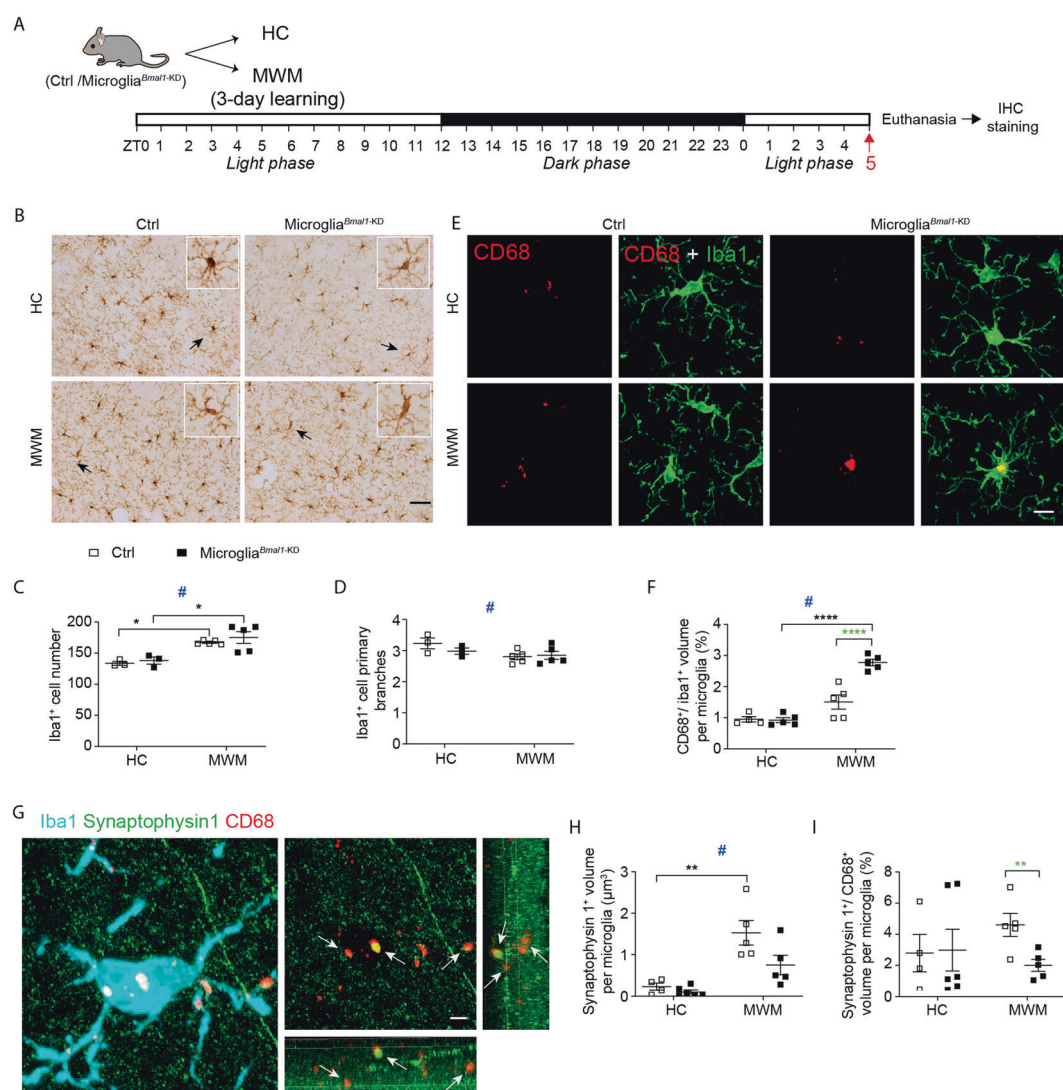 A
HC
(Ctrl /Microglia^Bmal1-KD)
MWM
(3-day learning)
Euthanasia → IHC
staining
ZT0 1 2 3 4 5 6 7 8 9 10 11 12 13 14 15 16 17 18 19 20 21 22 23 0 1 2 3 4 5
Light phase Dark phase Light phase
B
Ctrl Microglia^Bmal1-KD
HC
MWM
E
Ctrl Microglia^Bmal1-KD
CD68 CD68 + Iba1
HC
MWM
Ctrl Microglia^Bmal1-KD
C
#
* *
Iba1+ cell number
200
150
100
50
0
HC MWM
D
#
Iba1+ cell primary
branches
4
3
2
1
0
HC MWM
F
#
****
****
CD68+/ iba1+ volume
per microglia (%)
4
3
2
1
0
HC MWM
G
Iba1 Synaptophysin1 CD68
H
#
**
Synaptophysin 1+ volume
per microglia (µm³)
3
2
1
0
HC MWM
I
**
Synaptophysin 1+/ CD68+
volume per microglia (%)
8
6
4
2
0
HC MWM